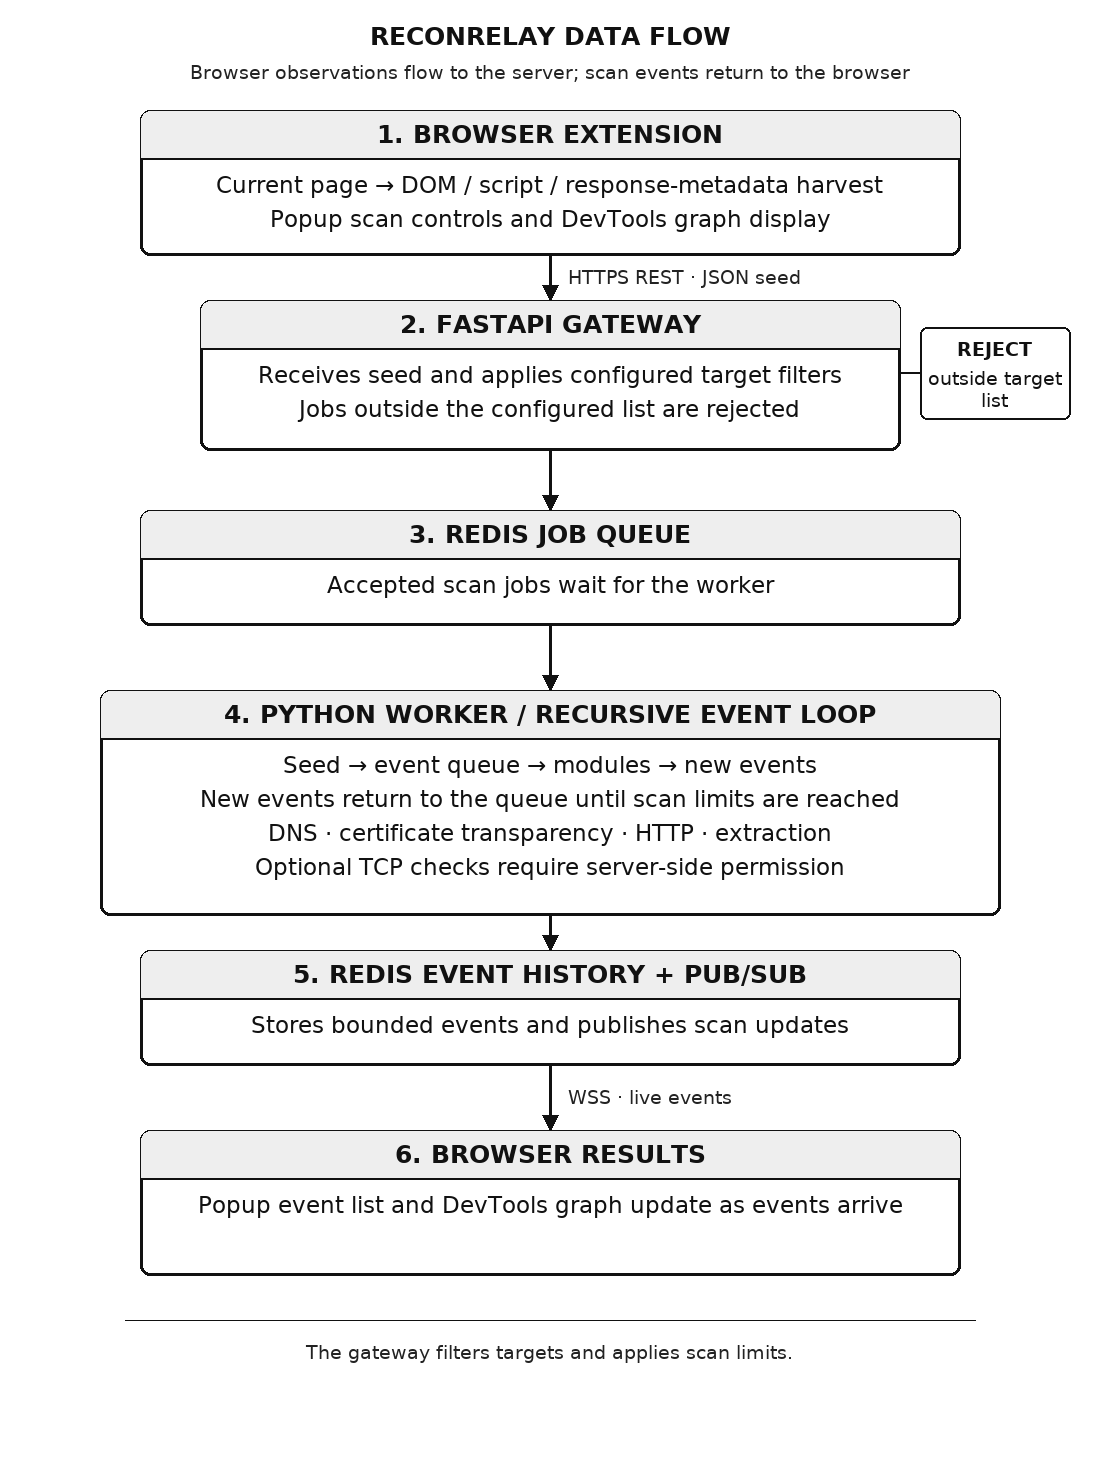 RECONRELAY DATA FLOW
Browser observations flow to the server; scan events return to the browser
1. BROWSER EXTENSION
Current page → DOM / script / response-metadata harvest
Popup scan controls and DevTools graph display
HTTPS REST · JSON seed
2. FASTAPI GATEWAY
Receives seed and applies configured target filters
Jobs outside the configured list are rejected
REJECT
outside target
list
3. REDIS JOB QUEUE
Accepted scan jobs wait for the worker
4. PYTHON WORKER / RECURSIVE EVENT LOOP
Seed → event queue → modules → new events
New events return to the queue until scan limits are reached
DNS · certificate transparency · HTTP · extraction
Optional TCP checks require server-side permission
5. REDIS EVENT HISTORY + PUB/SUB
Stores bounded events and publishes scan updates
WSS · live events
6. BROWSER RESULTS
Popup event list and DevTools graph update as events arrive
The gateway filters targets and applies scan limits.